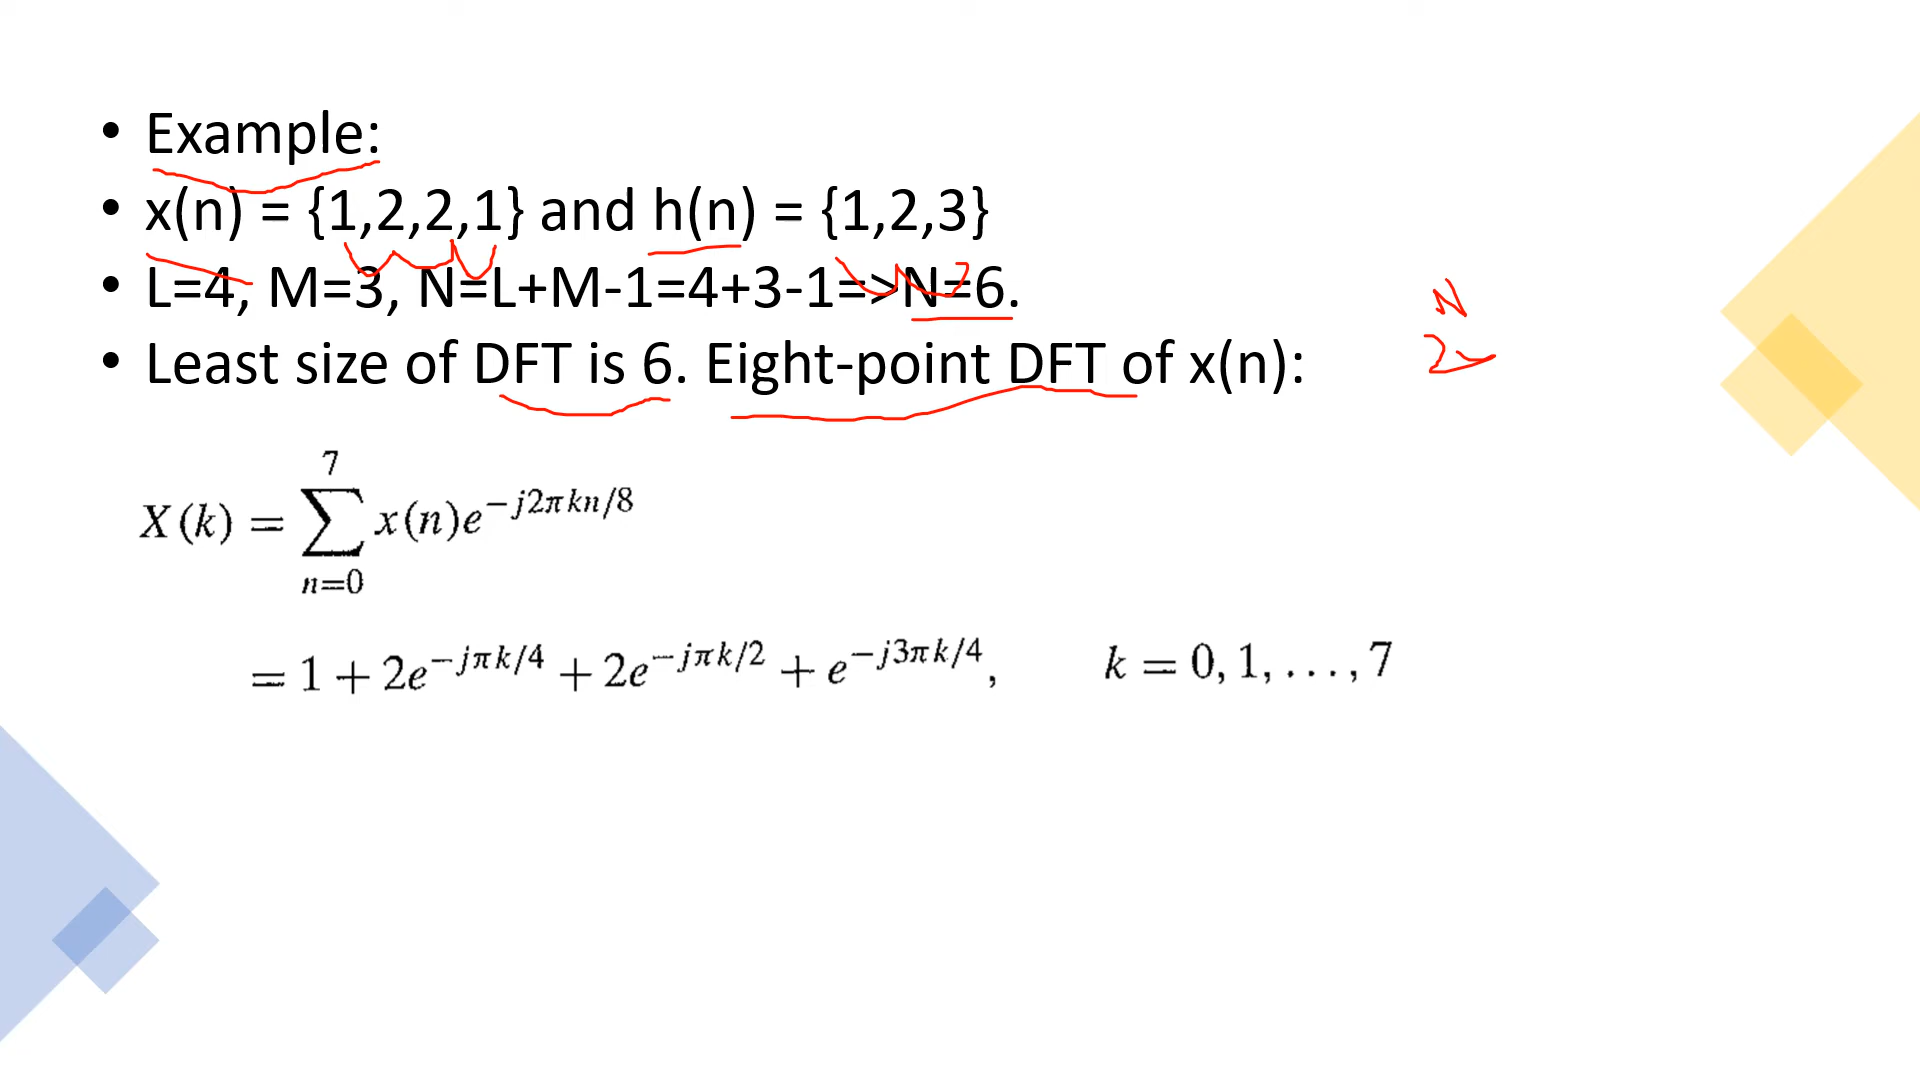 • Example:
• x(n) = {1,2,2,1} and h(n) = {1,2,3}
• L=4, M=3, N=L+M-1=4+3-1=>N=6.
N
• Least size of DFT is 6. Eight-point DFT of x(n):
2
7
X(k) = ∑ x(n)e^{-j2πkn/8}
n=0
= 1 + 2e^{-jπk/4} + 2e^{-jπk/2} + e^{-j3πk/4}, k = 0, 1, ..., 7